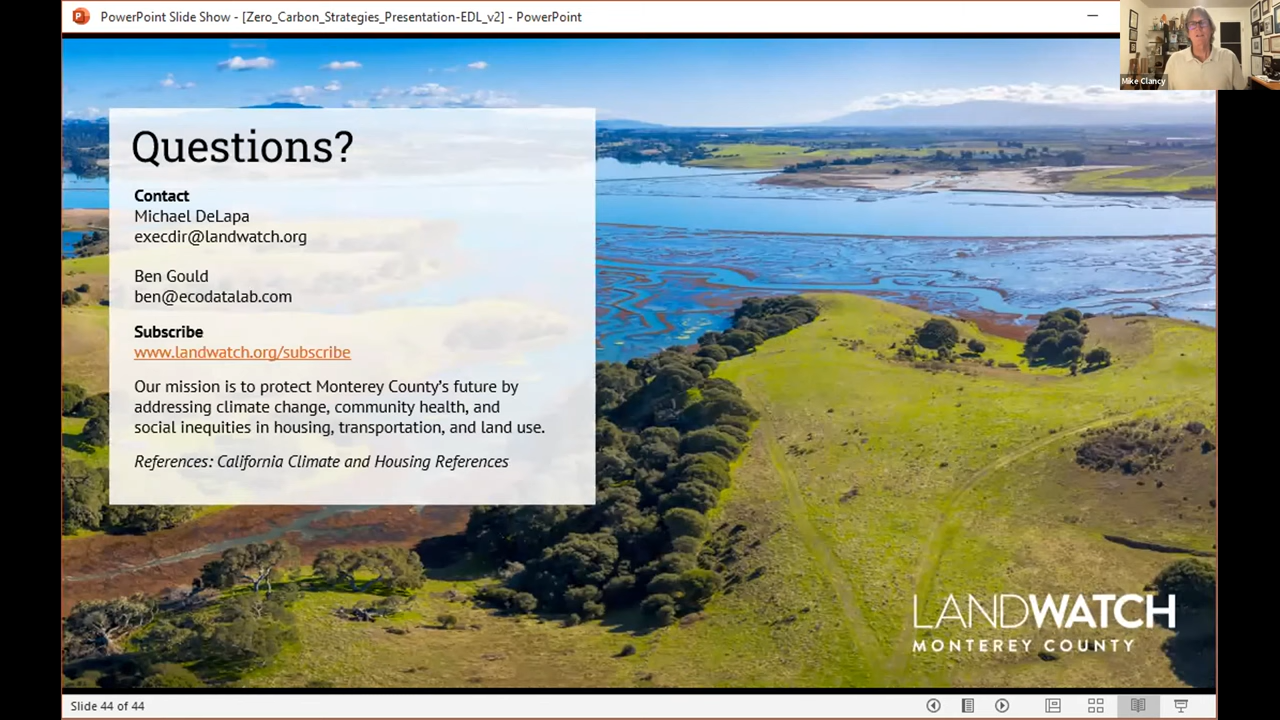 PowerPoint Slide Show - [Zero_Carbon_Strategies_Presentation-EDL_v2] - PowerPoint
Mike Clancy
Questions?
Contact
Michael DeLapa
execdir@landwatch.org
Ben Gould
ben@ecodatalab.com
Subscribe
www.landwatch.org/subscribe
Our mission is to protect Monterey County's future by
addressing climate change, community health, and
social inequities in housing, transportation, and land use.
References: California Climate and Housing References
LANDWATCH
MONTEREY COUNTY
Slide 44 of 44